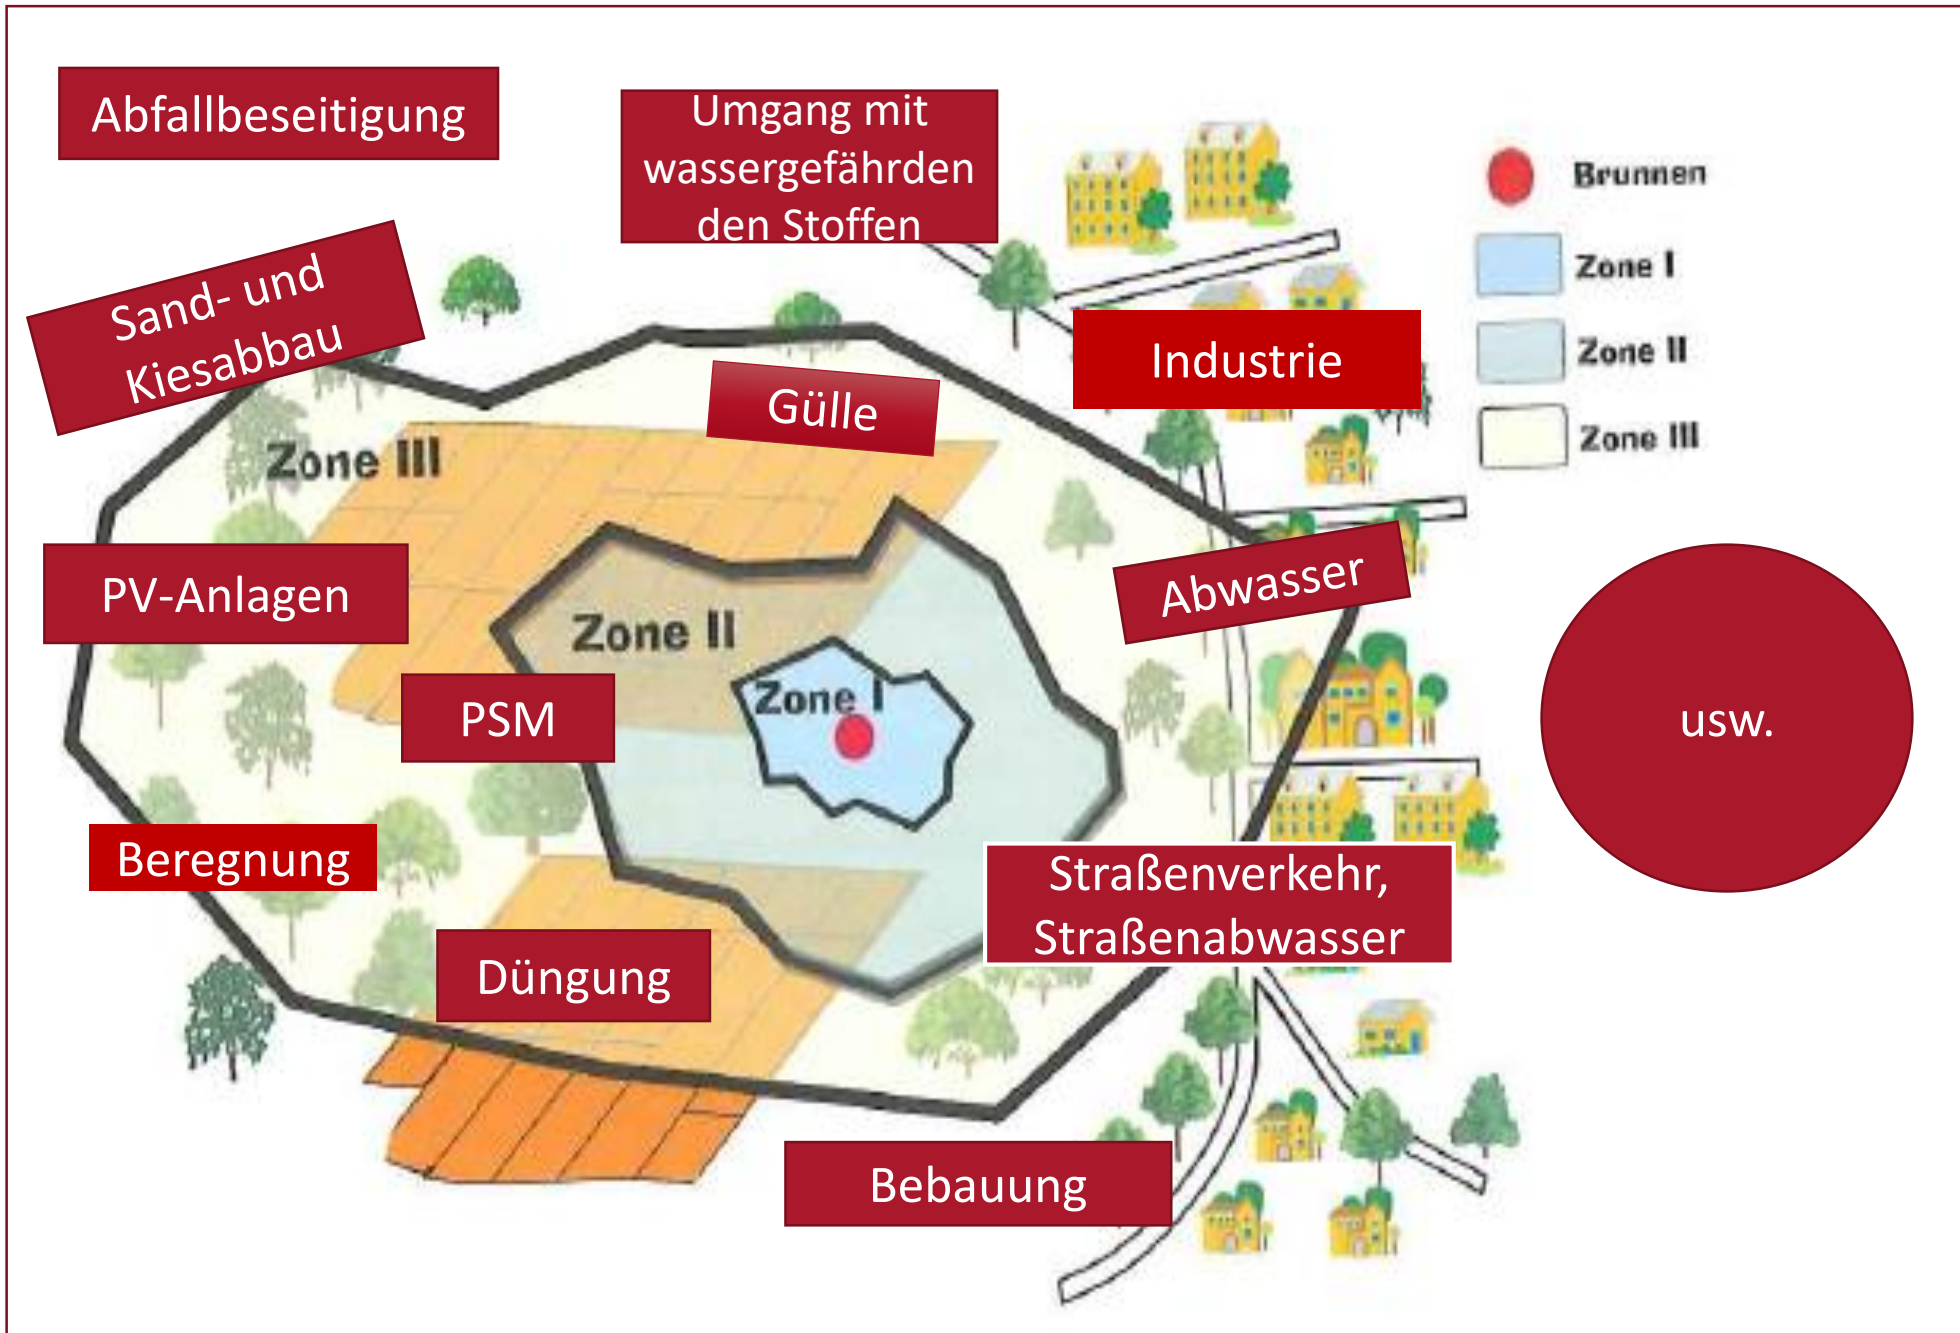 Abfallbeseitigung
Umgang mit
wassergefährden
den Stoffen
Brunnen
Zone I
Zone II
Zone III
Sand- und
Kiesabbau
Industrie
Gülle
Zone III
PV-Anlagen
Abwasser
Zone II
Zone I
PSM
usw.
Beregnung
Straßenverkehr,
Straßenabwasser
Düngung
Bebauung